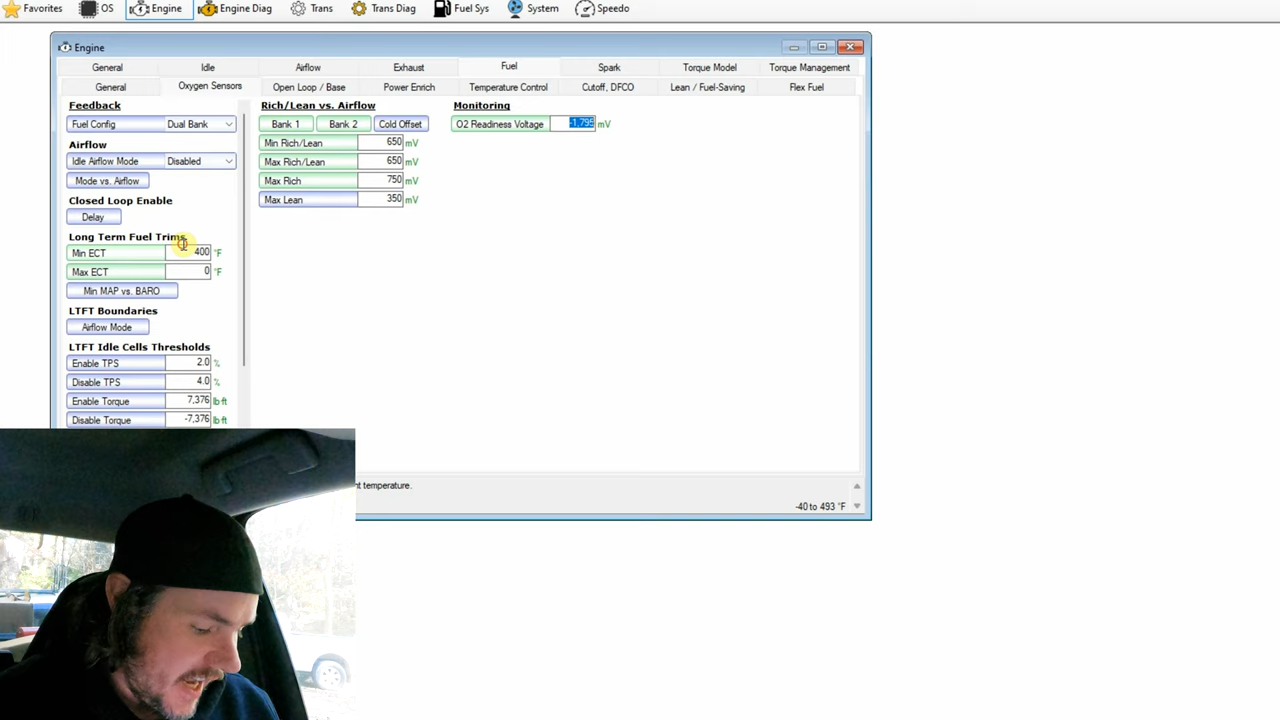 Favorites OS Engine Engine Diag Trans Trans Diag Fuel Sys System Speedo
Engine
General Idle Airflow Exhaust Fuel Spark Torque Model Torque Management
General Oxygen Sensors Open Loop / Base Power Enrich Temperature Control Cutoff, DFCO Lean / Fuel-Saving Flex Fuel
Feedback
Fuel Config Dual Bank
Airflow
Idle Airflow Mode Disabled
Mode vs. Airflow
Closed Loop Enable
Delay
Long Term Fuel Trims
Min ECT 400 °F
Max ECT 0 °F
Min MAP vs. BARO
LTFT Boundaries
Airflow Mode
LTFT Idle Cells Thresholds
Enable TPS 2.0 %
Disable TPS 4.0 %
Enable Torque 7,376 lb·ft
Disable Torque -7,376 lb·ft
Rich/Lean vs. Airflow
Bank 1 Bank 2 Cold Offset
Min Rich/Lean 650 mV
Max Rich/Lean 650 mV
Max Rich 750 mV
Max Lean 350 mV
Monitoring
O2 Readiness Voltage mV
temperature.
-40 to 493 °F